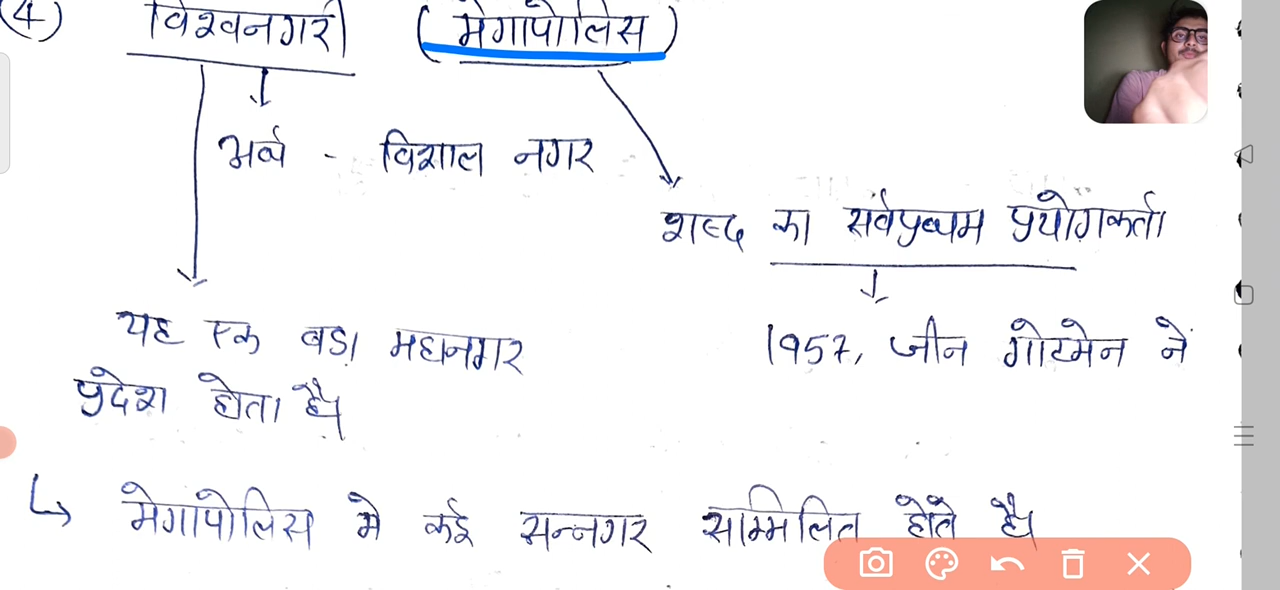 (4) विश्वनगरी (मेगापोलिस)
अर्थ - विशाल नगर
शब्द का सर्वप्रथम प्रयोगकर्ता
1957, जीन गोटमेन ने
यह एक बड़ा महानगर
प्रदेश होता है।
मेगापोलिस मे कई सन्नगर सम्मिलित होते है।